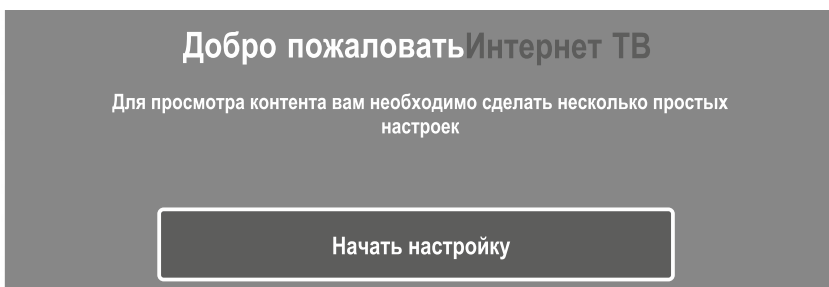 Добро пожаловатьИнтернет ТВ
Для просмотра контента вам необходимо сделать несколько простых
настроек
Начать настройку